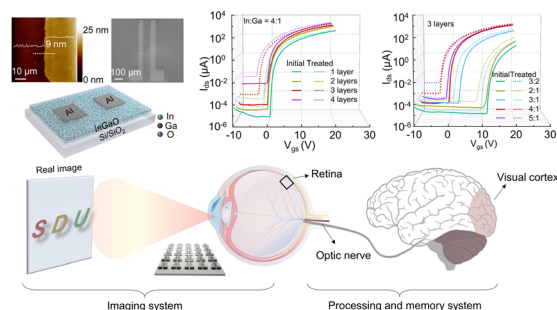 25 nm
9 nm
10 μm
0 nm
100 μm
Al
Al
InGaO
Si/SiO2
In
Ga
O
In:Ga = 4:1
Initial Treated
1 layer
2 layers
3 layers
4 layers
Ids (μA)
10^4
10^2
10^0
10^-2
10^-4
10^-6
-10 0 10 20 30
Vgs (V)
3 layers
Initial Treated
3:2
2:1
3:1
4:1
5:1
Ids (μA)
10^4
10^2
10^0
10^-2
10^-4
10^-6
-10 0 10 20 30
Vgs (V)
Real image
SDU
Retina
Optic nerve
Visual cortex
Imaging system
Processing and memory system